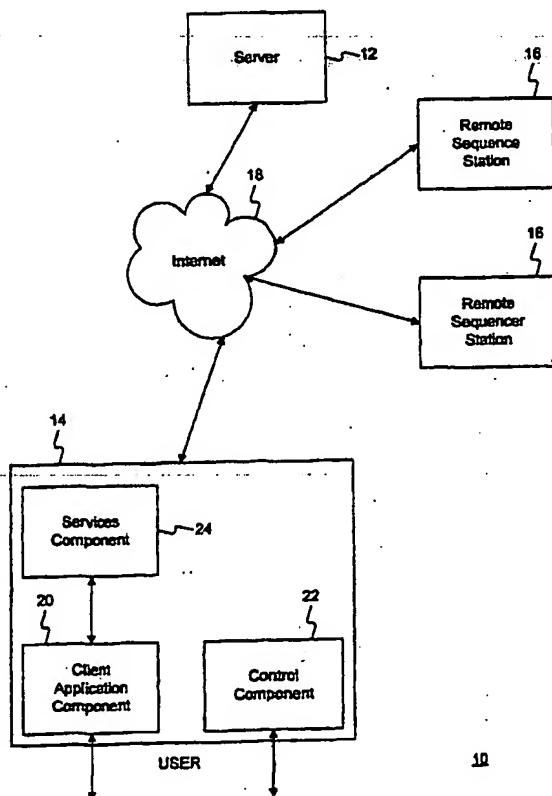 Server
12
16
Remote
Sequence
Station
18
Internet
16
Remote
Sequencer
Station
14
Services
Component
24
20
22
Client
Application
Component
Control
Component
USER
10